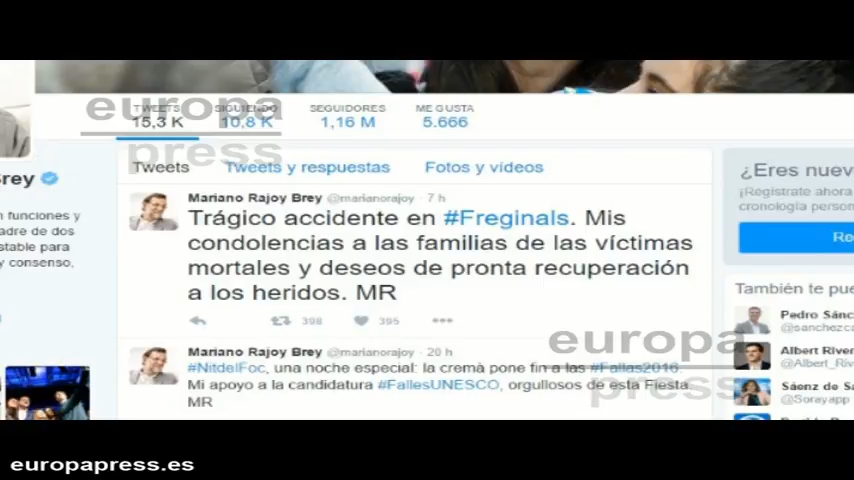 europa
press
TWEETS SIGUIENDO SEGUIDORES ME GUSTA
15,3 K 10,8 K 1,16 M 5.666
Brey
Tweets Tweets y respuestas Fotos y vídeos
n funciones y
adre de dos
stable para
y consenso,
Mariano Rajoy Brey @marianorajoy · 7 h
Trágico accidente en #Freginals. Mis
condolencias a las familias de las víctimas
mortales y deseos de pronta recuperación
a los heridos. MR
398 395
Mariano Rajoy Brey @marianorajoy · 20 h
#NitdelFoc, una noche especial: la cremà pone fin a las #Fallas2016.
Mi apoyo a la candidatura #FallesUNESCO, orgullosos de esta Fiesta.
MR
¿Eres nuevo
¡Regístrate ahora
cronología person
Re
También te pue
Pedro Sánc
@sanchezca
Albert River
@Albert_Riv
Sáenz de Sa
@Sorayapp
europa
press
europapress.es